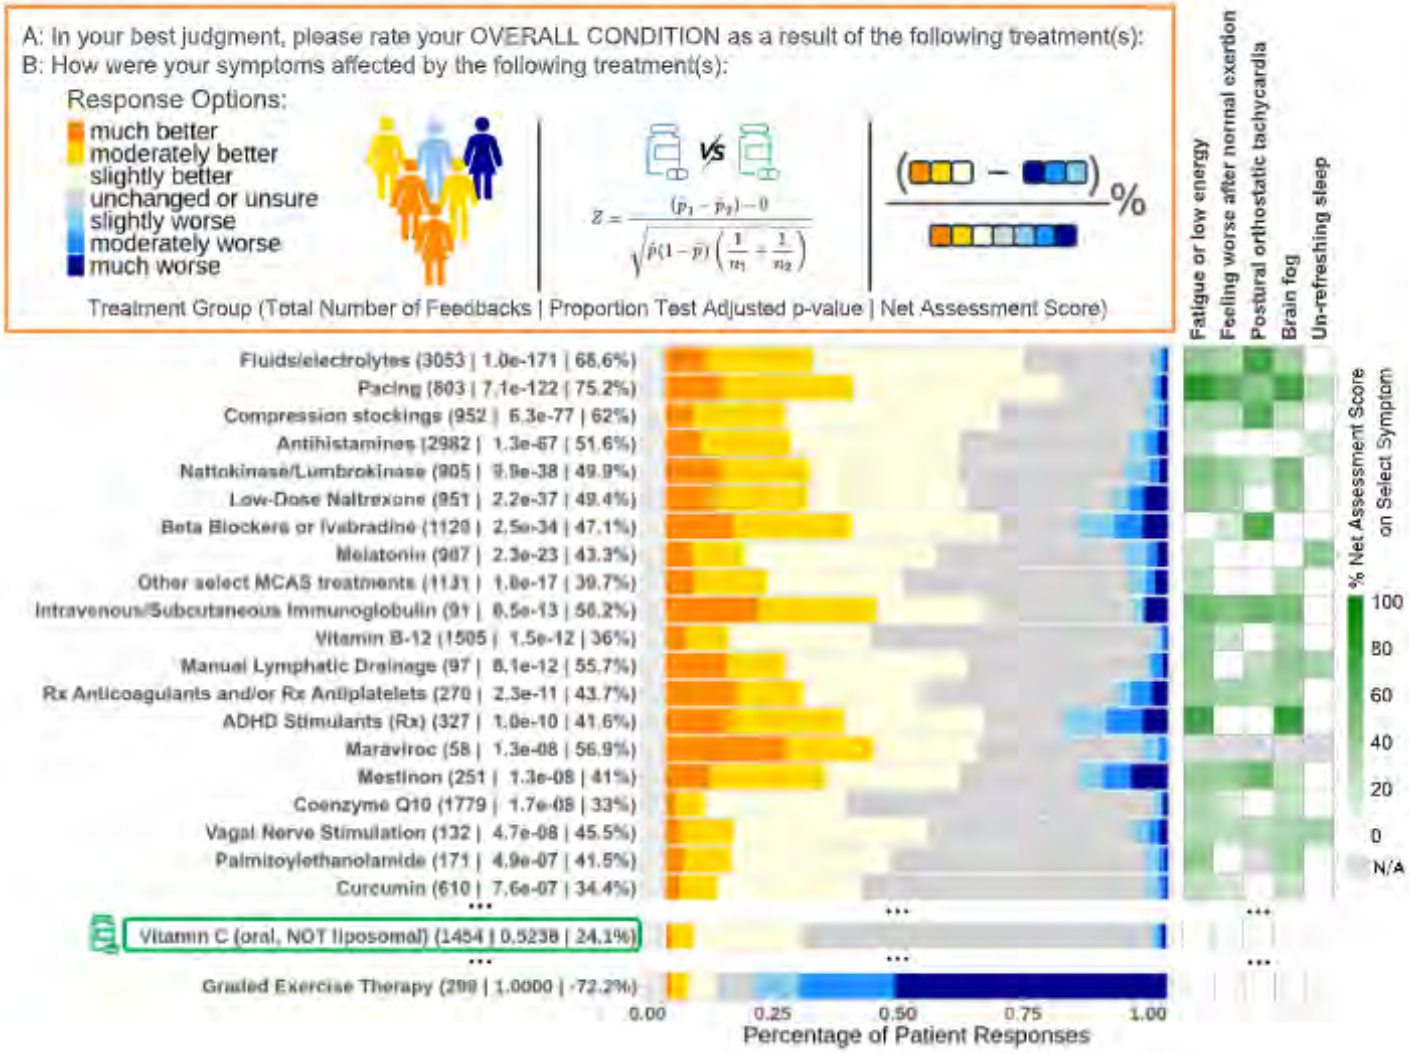 A: In your best judgment, please rate your OVERALL CONDITION as a result of the following treatment(s):
B: How were your symptoms affected by the following treatment(s):
Response Options:
much better
moderately better
slightly better
unchanged or unsure
slightly worse
moderately worse
much worse
VS
Z = (p̂₁ − p̂₂) − 0 / √p̂(1 − p̂) (1/n₁ + 1/n₂)
( − ) %
Treatment Group (Total Number of Feedbacks | Proportion Test Adjusted p-value | Net Assessment Score)
Fatigue or low energy
Feeling worse after normal exertion
Postural orthostatic tachycardia
Brain fog
Un-refreshing sleep
Fluids/electrolytes (3053 | 1.0e-171 | 68.6%)
Pacing (803 | 7.1e-122 | 75.2%)
Compression stockings (952 | 6.3e-77 | 62%)
Antihistamines (2982 | 1.3e-67 | 51.6%)
Nattokinase/Lumbrokinase (905 | 9.9e-38 | 49.9%)
Low-Dose Naltrexone (951 | 2.2e-37 | 49.4%)
Beta Blockers or Ivabradine (1120 | 2.5e-34 | 47.1%)
Melatonin (987 | 2.3e-23 | 43.3%)
Other select MCAS treatments (1131 | 1.8e-17 | 39.7%)
Intravenous/Subcutaneous Immunoglobulin (91 | 6.5e-13 | 58.2%)
Vitamin B-12 (1505 | 1.5e-12 | 36%)
Manual Lymphatic Drainage (97 | 8.1e-12 | 55.7%)
Rx Anticoagulants and/or Rx Antiplatelets (270 | 2.3e-11 | 43.7%)
ADHD Stimulants (Rx) (327 | 1.0e-10 | 41.6%)
Maraviroc (58 | 1.3e-08 | 56.9%)
Mestinon (251 | 1.3e-08 | 41%)
Coenzyme Q10 (1779 | 1.7e-08 | 33%)
Vagal Nerve Stimulation (132 | 4.7e-08 | 45.5%)
Palmitoylethanolamide (171 | 4.9e-07 | 41.5%)
Curcumin (610 | 7.6e-07 | 34.4%)
... ... ...
Vitamin C (oral, NOT liposomal) (1454 | 0.5238 | 24.1%)
... ... ...
Graded Exercise Therapy (299 | 1.0000 | -72.2%)
0.00 0.25 0.50 0.75 1.00
Percentage of Patient Responses
% Net Assessment Score
on Select Symptom
100
80
60
40
20
0
N/A